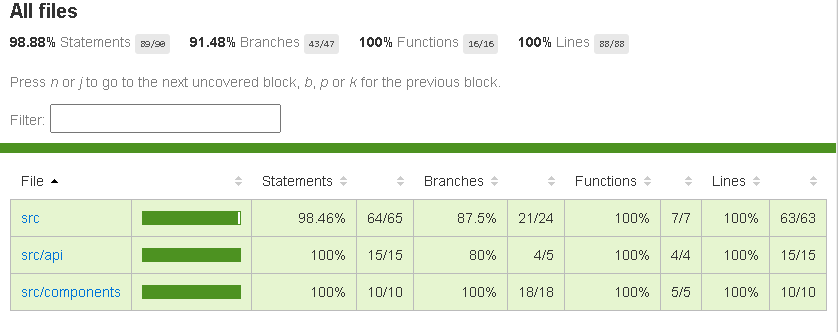 All files
98.88% Statements 89/90 91.48% Branches 43/47 100% Functions 16/16 100% Lines 88/88
Press n or j to go to the next uncovered block, b, p or k for the previous block.
Filter:
File Statements Branches Functions Lines
src 98.46% 64/65 87.5% 21/24 100% 7/7 100% 63/63
src/api 100% 15/15 80% 4/5 100% 4/4 100% 15/15
src/components 100% 10/10 100% 18/18 100% 5/5 100% 10/10